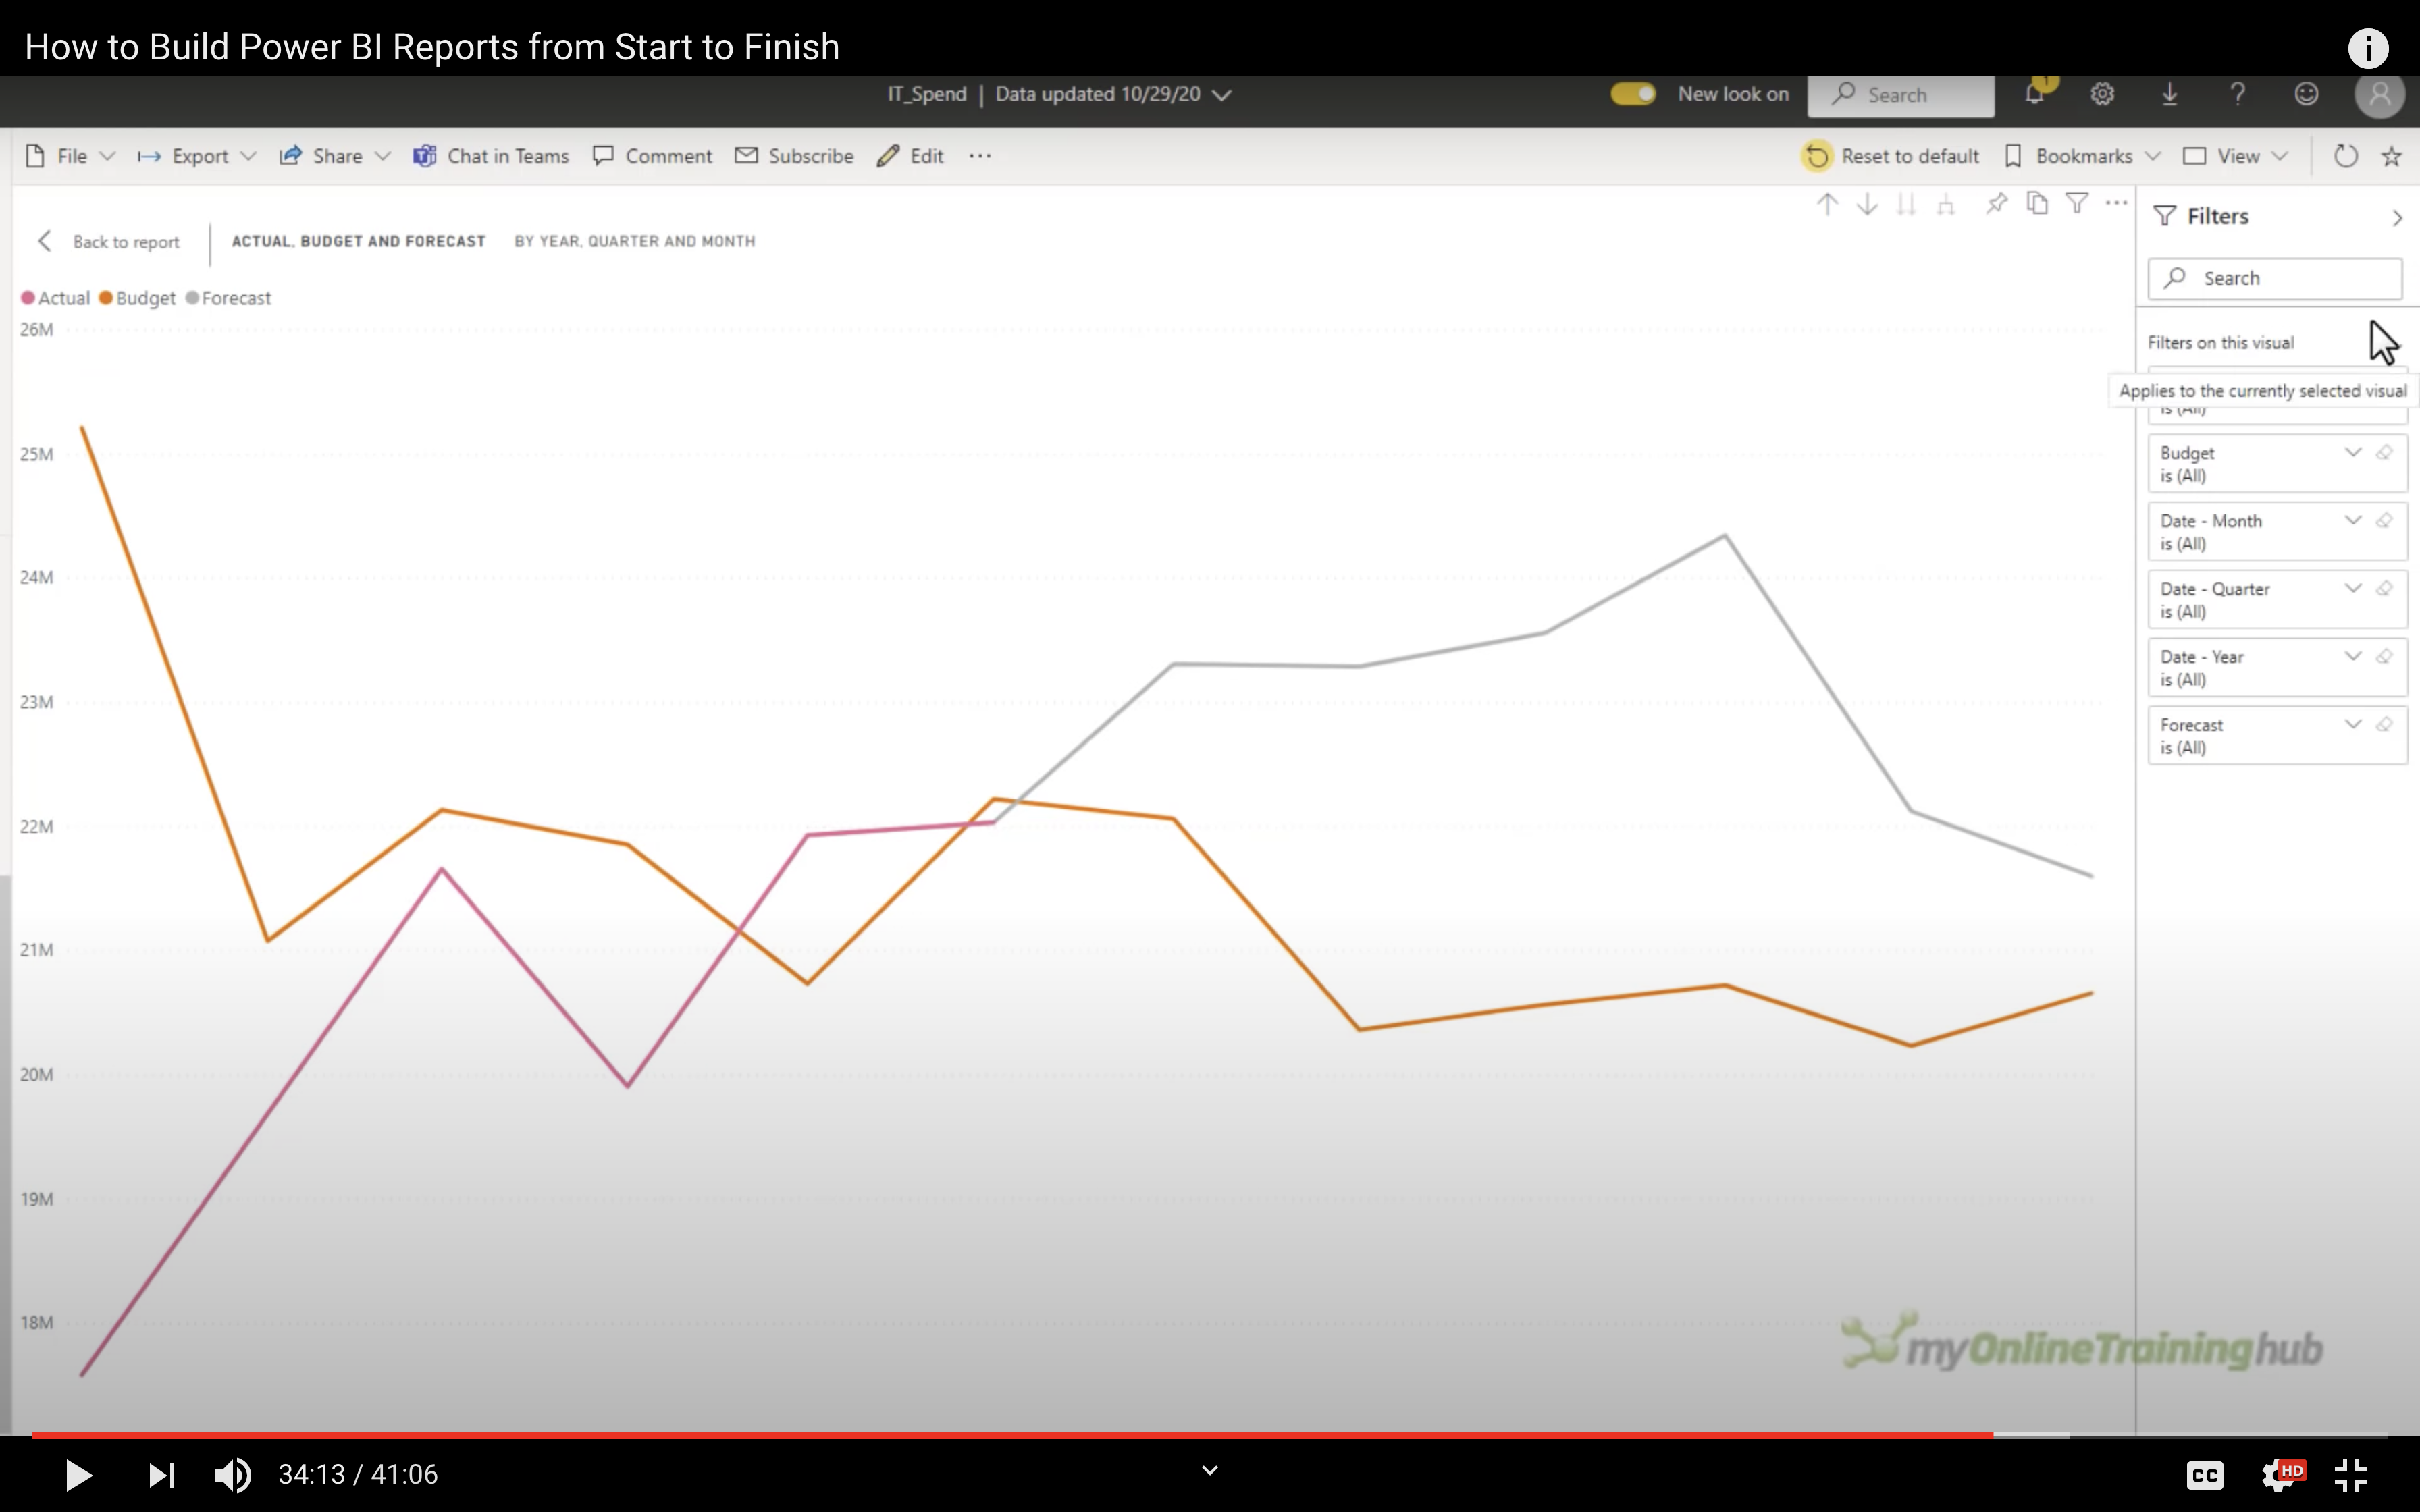 How to Build Power BI Reports from Start to Finish
IT_Spend | Data updated 10/29/20
New look on
Search
1
File
Export
Share
Chat in Teams
Comment
Subscribe
Edit
Reset to default
Bookmarks
View
Back to report
ACTUAL, BUDGET AND FORECAST
BY YEAR, QUARTER AND MONTH
Actual Budget Forecast
26M
25M
24M
23M
22M
21M
20M
19M
18M
Filters
Search
Filters on this visual
Applies to the currently selected visual
is (All)
Budget
is (All)
Date - Month
is (All)
Date - Quarter
is (All)
Date - Year
is (All)
Forecast
is (All)
myOnlineTraininghub
34:13 / 41:06
CC
HD